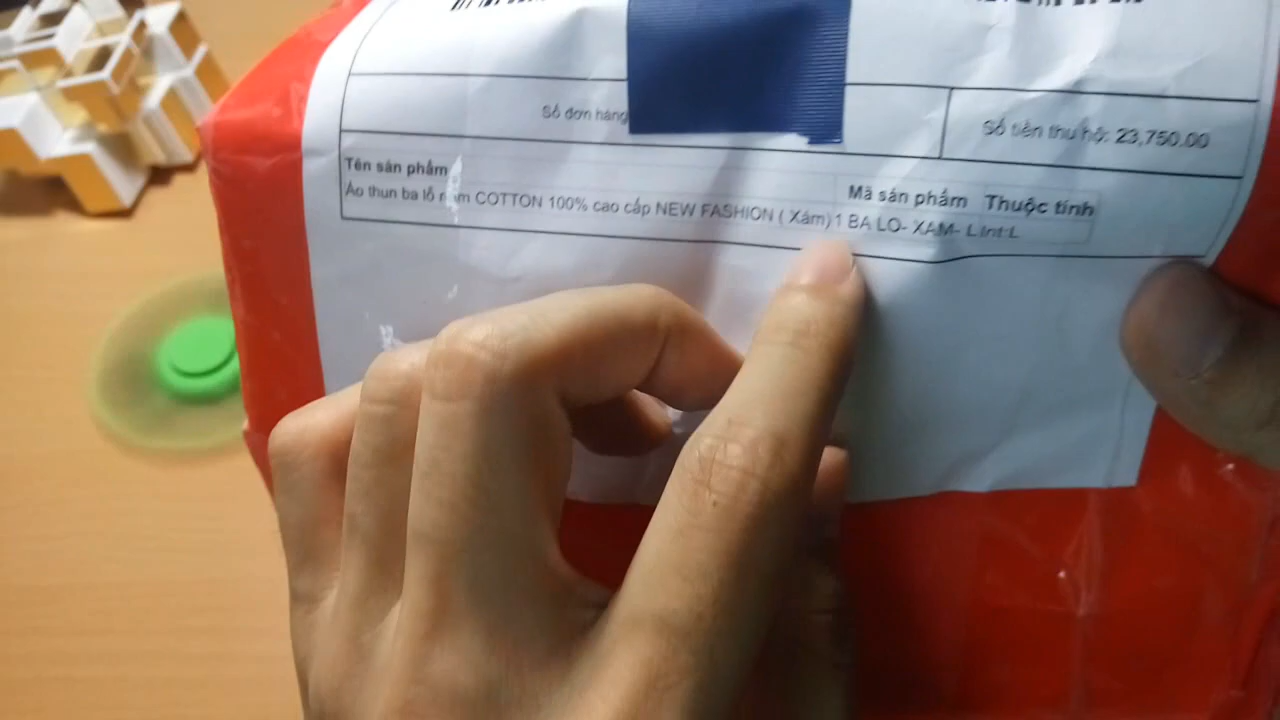 Số đơn hàng
Số tiền thu hộ: 23,750.00
Tên sản phẩm Mã sản phẩm Thuộc tính
Áo thun ba lỗ nam COTTON 100% cao cấp NEW FASHION ( Xám) 1 BA LO- XAM- L Int:L